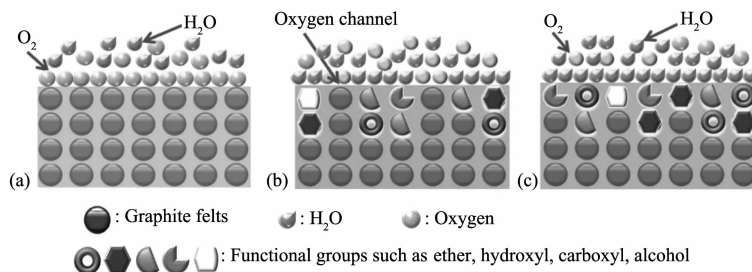 H₂O
O₂
(a)
Oxygen channel
(b)
O₂
H₂O
(c)
: Graphite felts
: H₂O
: Oxygen
: Functional groups such as ether, hydroxyl, carboxyl, alcohol